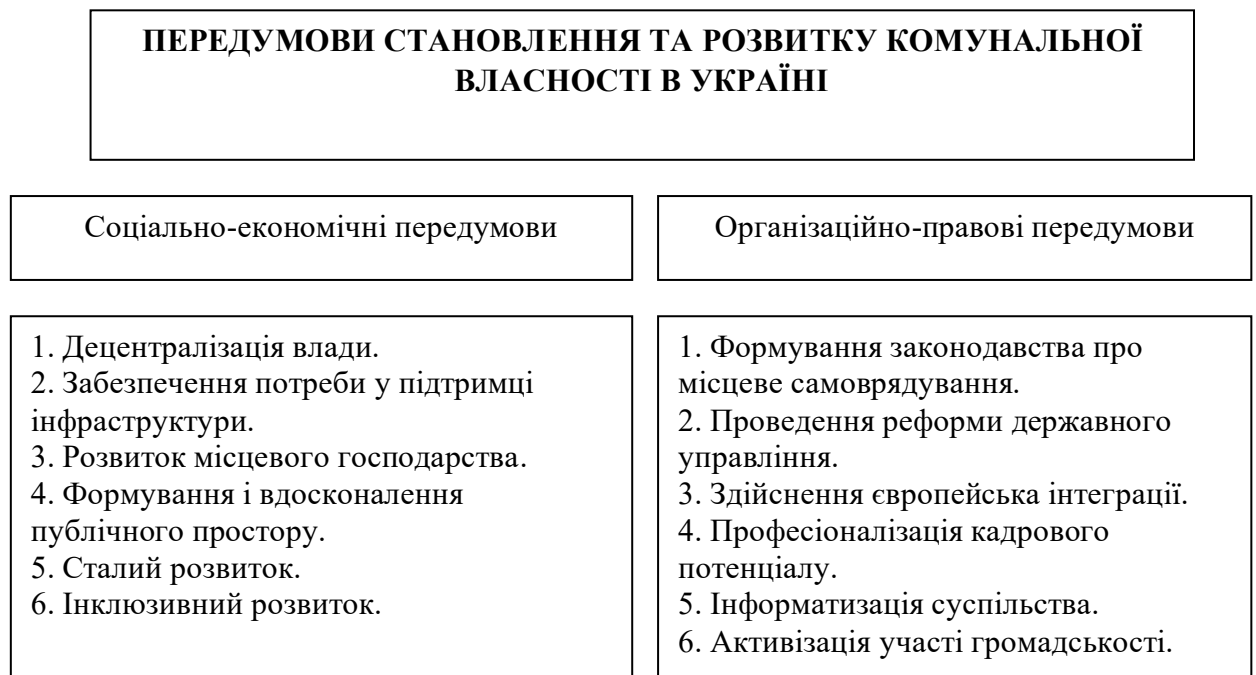 ПЕРЕДУМОВИ СТАНОВЛЕННЯ ТА РОЗВИТКУ КОМУНАЛЬНОЇ
ВЛАСНОСТІ В УКРАЇНІ
Соціально-економічні передумови
1. Децентралізація влади.
2. Забезпечення потреби у підтримці
інфраструктури.
3. Розвиток місцевого господарства.
4. Формування і вдосконалення
публічного простору.
5. Сталий розвиток.
6. Інклюзивний розвиток.
Організаційно-правові передумови
1. Формування законодавства про
місцеве самоврядування.
2. Проведення реформи державного
управління.
3. Здійснення європейська інтеграції.
4. Професіоналізація кадрового
потенціалу.
5. Інформатизація суспільства.
6. Активізація участі громадськості.